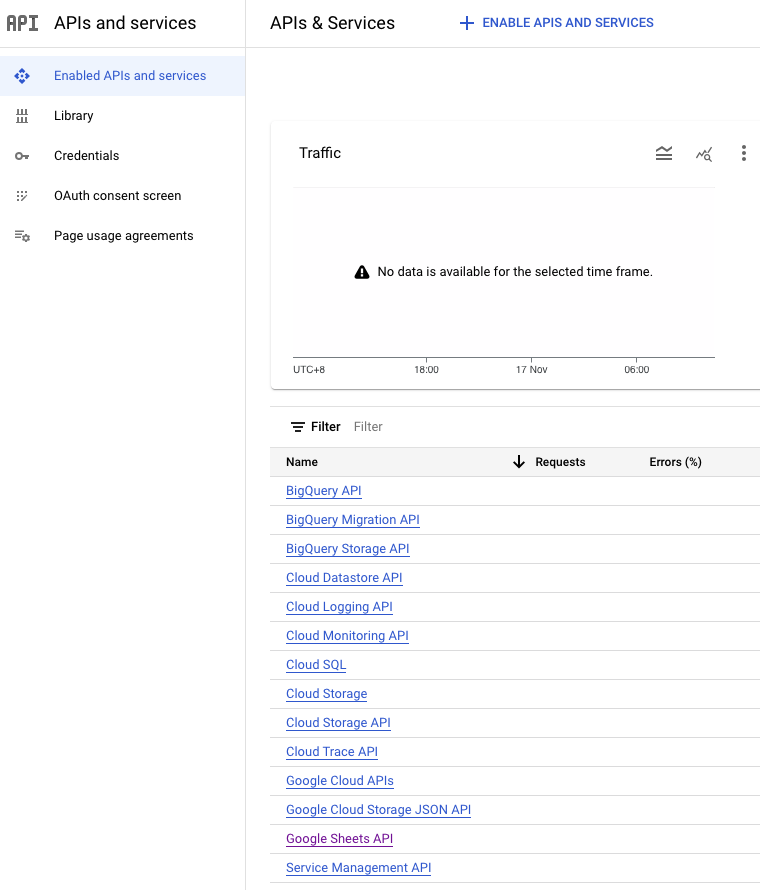 API APIs and services
Enabled APIs and services
Library
Credentials
OAuth consent screen
Page usage agreements
APIs & Services
ENABLE APIS AND SERVICES
Traffic
No data is available for the selected time frame.
UTC+8 18:00 17 Nov 06:00
Filter Filter
Name Requests Errors (%)
BigQuery API
BigQuery Migration API
BigQuery Storage API
Cloud Datastore API
Cloud Logging API
Cloud Monitoring API
Cloud SQL
Cloud Storage
Cloud Storage API
Cloud Trace API
Google Cloud APIs
Google Cloud Storage JSON API
Google Sheets API
Service Management API